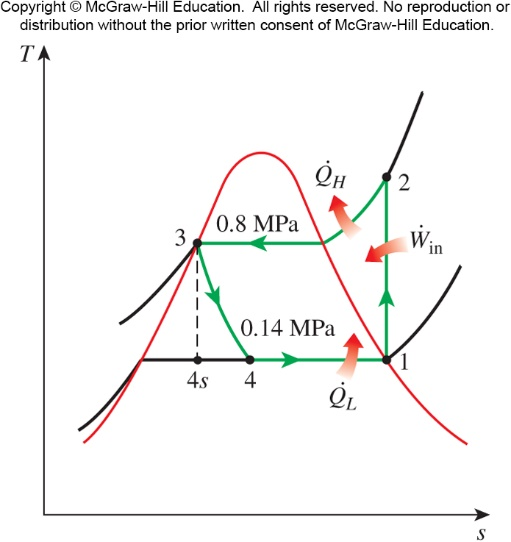 Copyright © McGraw-Hill Education. All rights reserved. No reproduction or
distribution without the prior written consent of McGraw-Hill Education.
T
Q̇H
2
3
0.8 MPa
Ẇin
0.14 MPa
4s
4
Q̇L
1
s